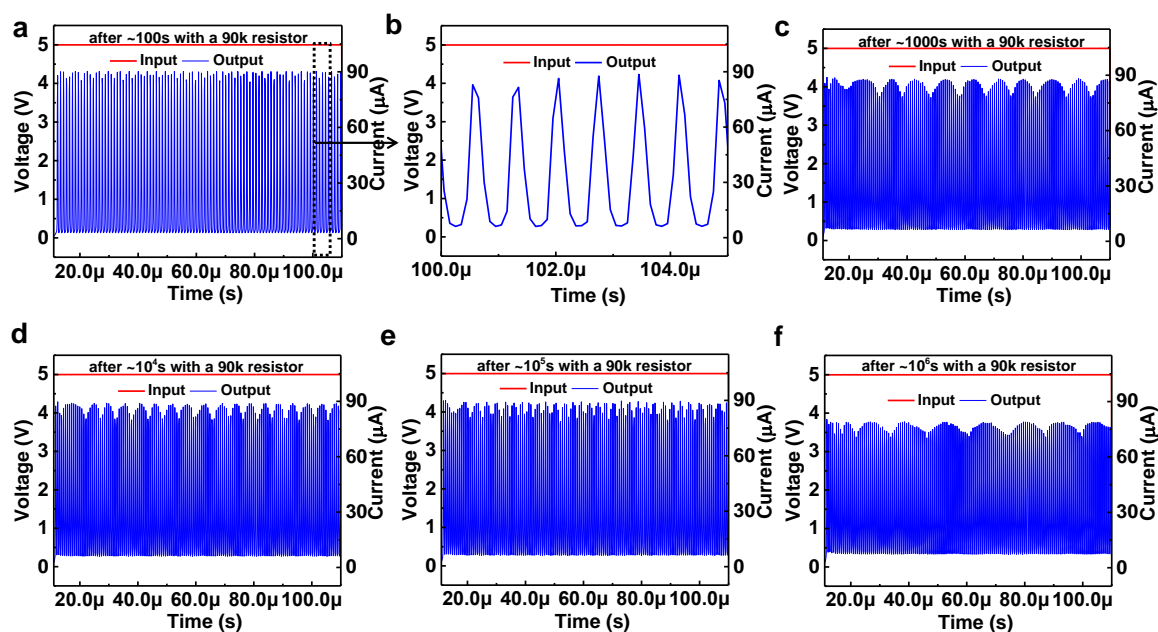 a
after ~100s with a 90k resistor
Input Output
5
4
3
2
1
0
Voltage (V)
90
60
30
0
Current (μA)
20.0μ 40.0μ 60.0μ 80.0μ 100.0μ
Time (s)
b
Input Output
5
4
3
2
1
0
Voltage (V)
90
60
30
0
Current (μA)
100.0μ 102.0μ 104.0μ
Time (s)
c
after ~1000s with a 90k resistor
Input Output
5
4
3
2
1
0
Voltage (V)
90
60
30
0
Current (μA)
20.0μ 40.0μ 60.0μ 80.0μ 100.0μ
Time (s)
d
after ~10⁴s with a 90k resistor
Input Output
5
4
3
2
1
0
Voltage (V)
90
60
30
0
Current (μA)
20.0μ 40.0μ 60.0μ 80.0μ 100.0μ
Time (s)
e
after ~10⁵s with a 90k resistor
Input Output
5
4
3
2
1
0
Voltage (V)
90
60
30
0
Current (μA)
20.0μ 40.0μ 60.0μ 80.0μ 100.0μ
Time (s)
f
after ~10⁶s with a 90k resistor
Input Output
5
4
3
2
1
0
Voltage (V)
90
60
30
0
Current (μA)
20.0μ 40.0μ 60.0μ 80.0μ 100.0μ
Time (s)